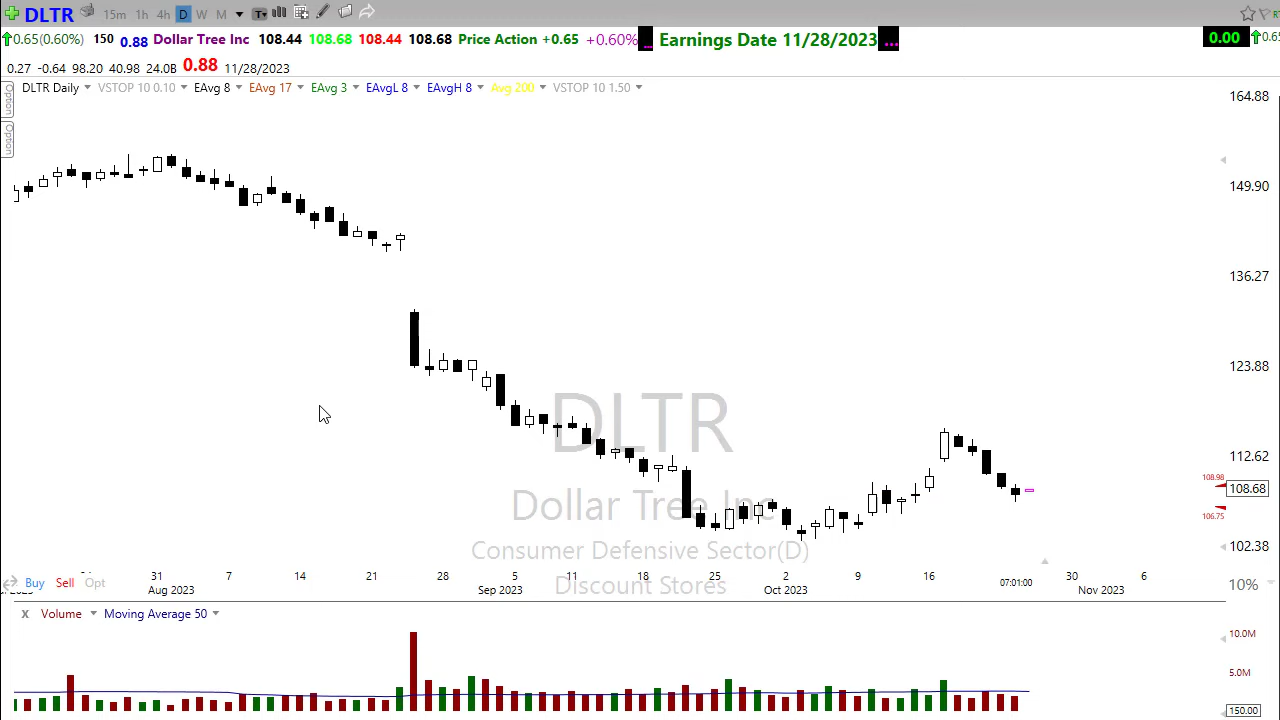 DLTR 15m 1h 4h D W M T
0.65(0.60%) 150 0.88 Dollar Tree Inc 108.44 108.68 108.44 108.68 Price Action +0.65 +0.60% ... Earnings Date 11/28/2023 ... 0.00
0.27 -0.64 98.20 40.98 24.0B 0.88 11/28/2023
DLTR Daily VSTOP 10 0.10 EAvg 8 EAvg 17 EAvg 3 EAvgL 8 EAvgH 8 Avg 200 VSTOP 10 1.50
Option
Option
164.88
149.90
136.27
123.88
112.62
108.98
108.68
106.75
102.38
DLTR
Dollar Tree Inc
Consumer Defensive Sector(D)
Discount Stores
31 7 14 21 28 5 11 18 25 2 9 16 07:01:00 30 6
Aug 2023 Sep 2023 Oct 2023 Nov 2023
Buy Sell Opt 10%
x Volume Moving Average 50
10.0M
5.0M
150.00